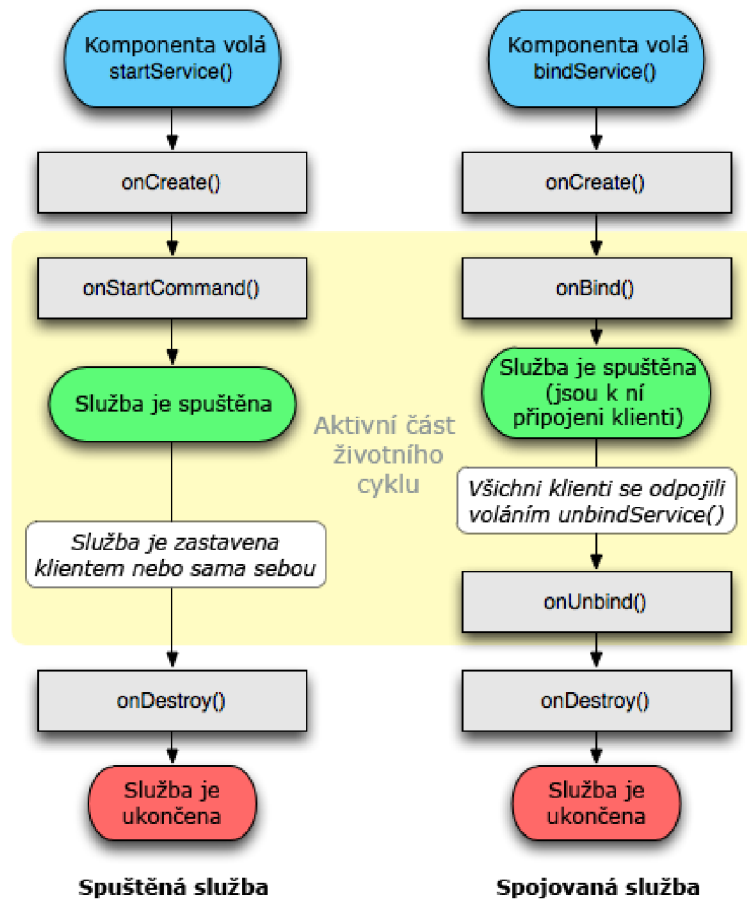 Komponenta volá
startService()
onCreate()
onStartCommand()
Služba je spuštěna
Služba je zastavena
klientem nebo sama sebou
onDestroy()
Služba je
ukončena
Spuštěná služba
Aktivní část
životního
cyklu
Komponenta volá
bindService()
onCreate()
onBind()
Služba je spuštěna
(jsou k ní
připojeni klienti)
Všichni klienti se odpojili
voláním unbindService()
onUnbind()
onDestroy()
Služba je
ukončena
Spojovaná služba